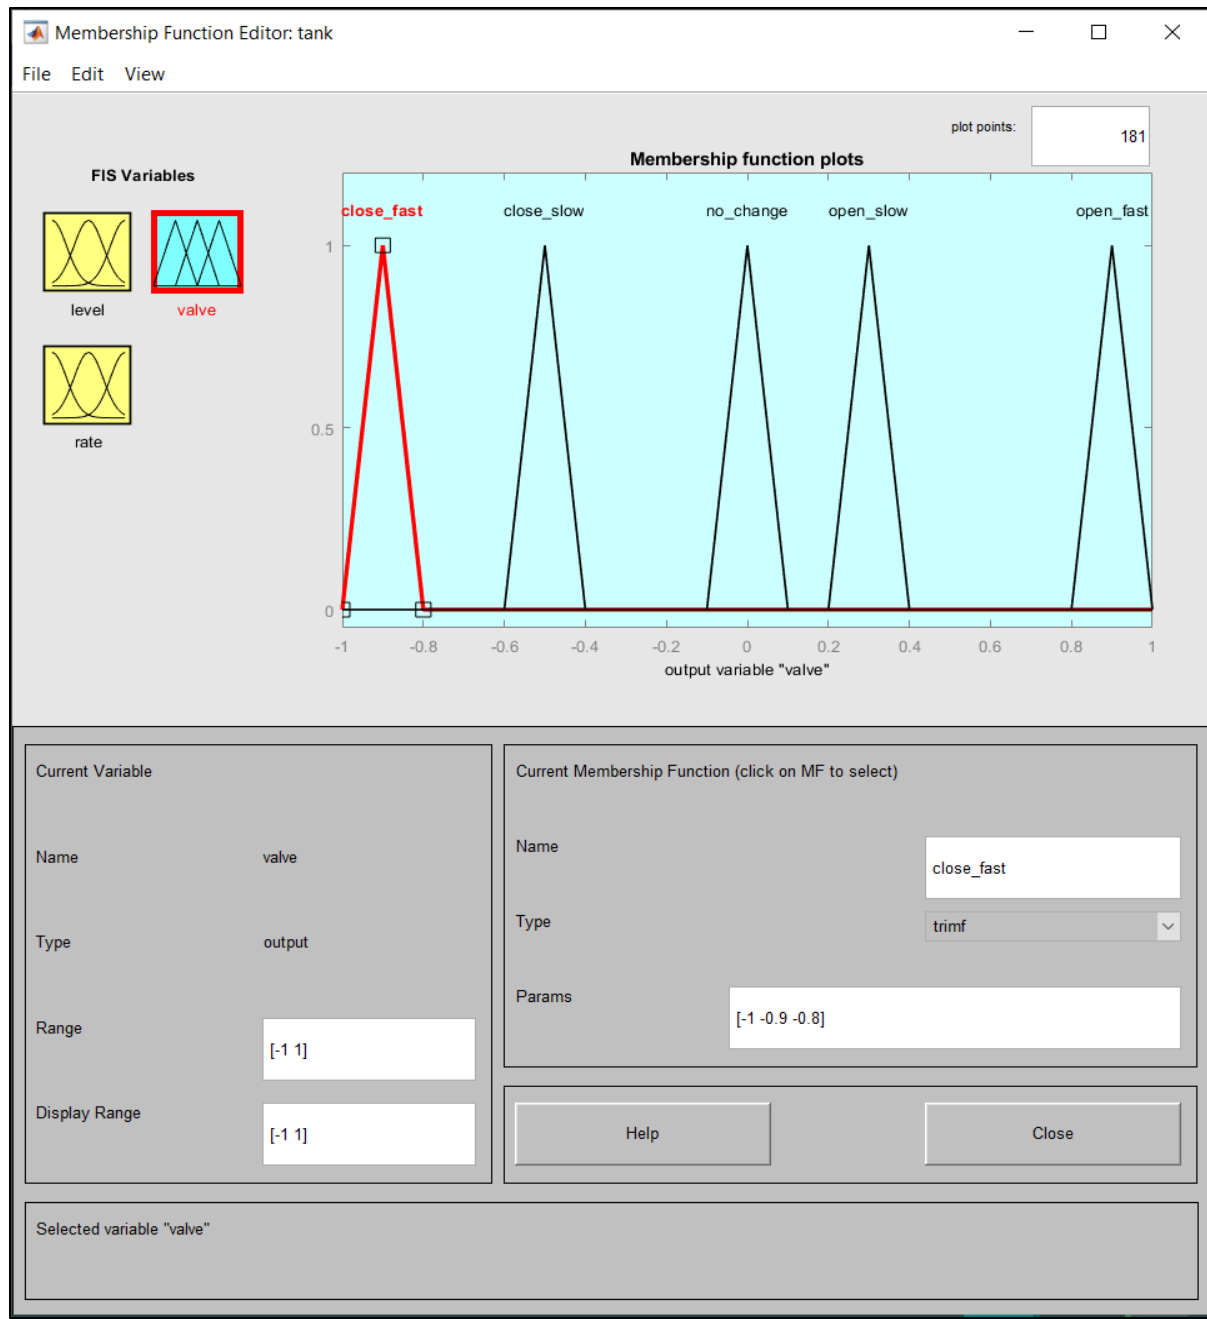 Membership Function Editor: tank
File Edit View
plot points: 181
Membership function plots
FIS Variables
close_fast close_slow no_change open_slow open_fast
level valve
rate
1
0.5
0
-1 -0.8 -0.6 -0.4 -0.2 0 0.2 0.4 0.6 0.8 1
output variable "valve"
Current Variable
Name valve
Type output
Range [-1 1]
Display Range [-1 1]
Current Membership Function (click on MF to select)
Name close_fast
Type trimf
Params [-1 -0.9 -0.8]
Help Close
Selected variable "valve"